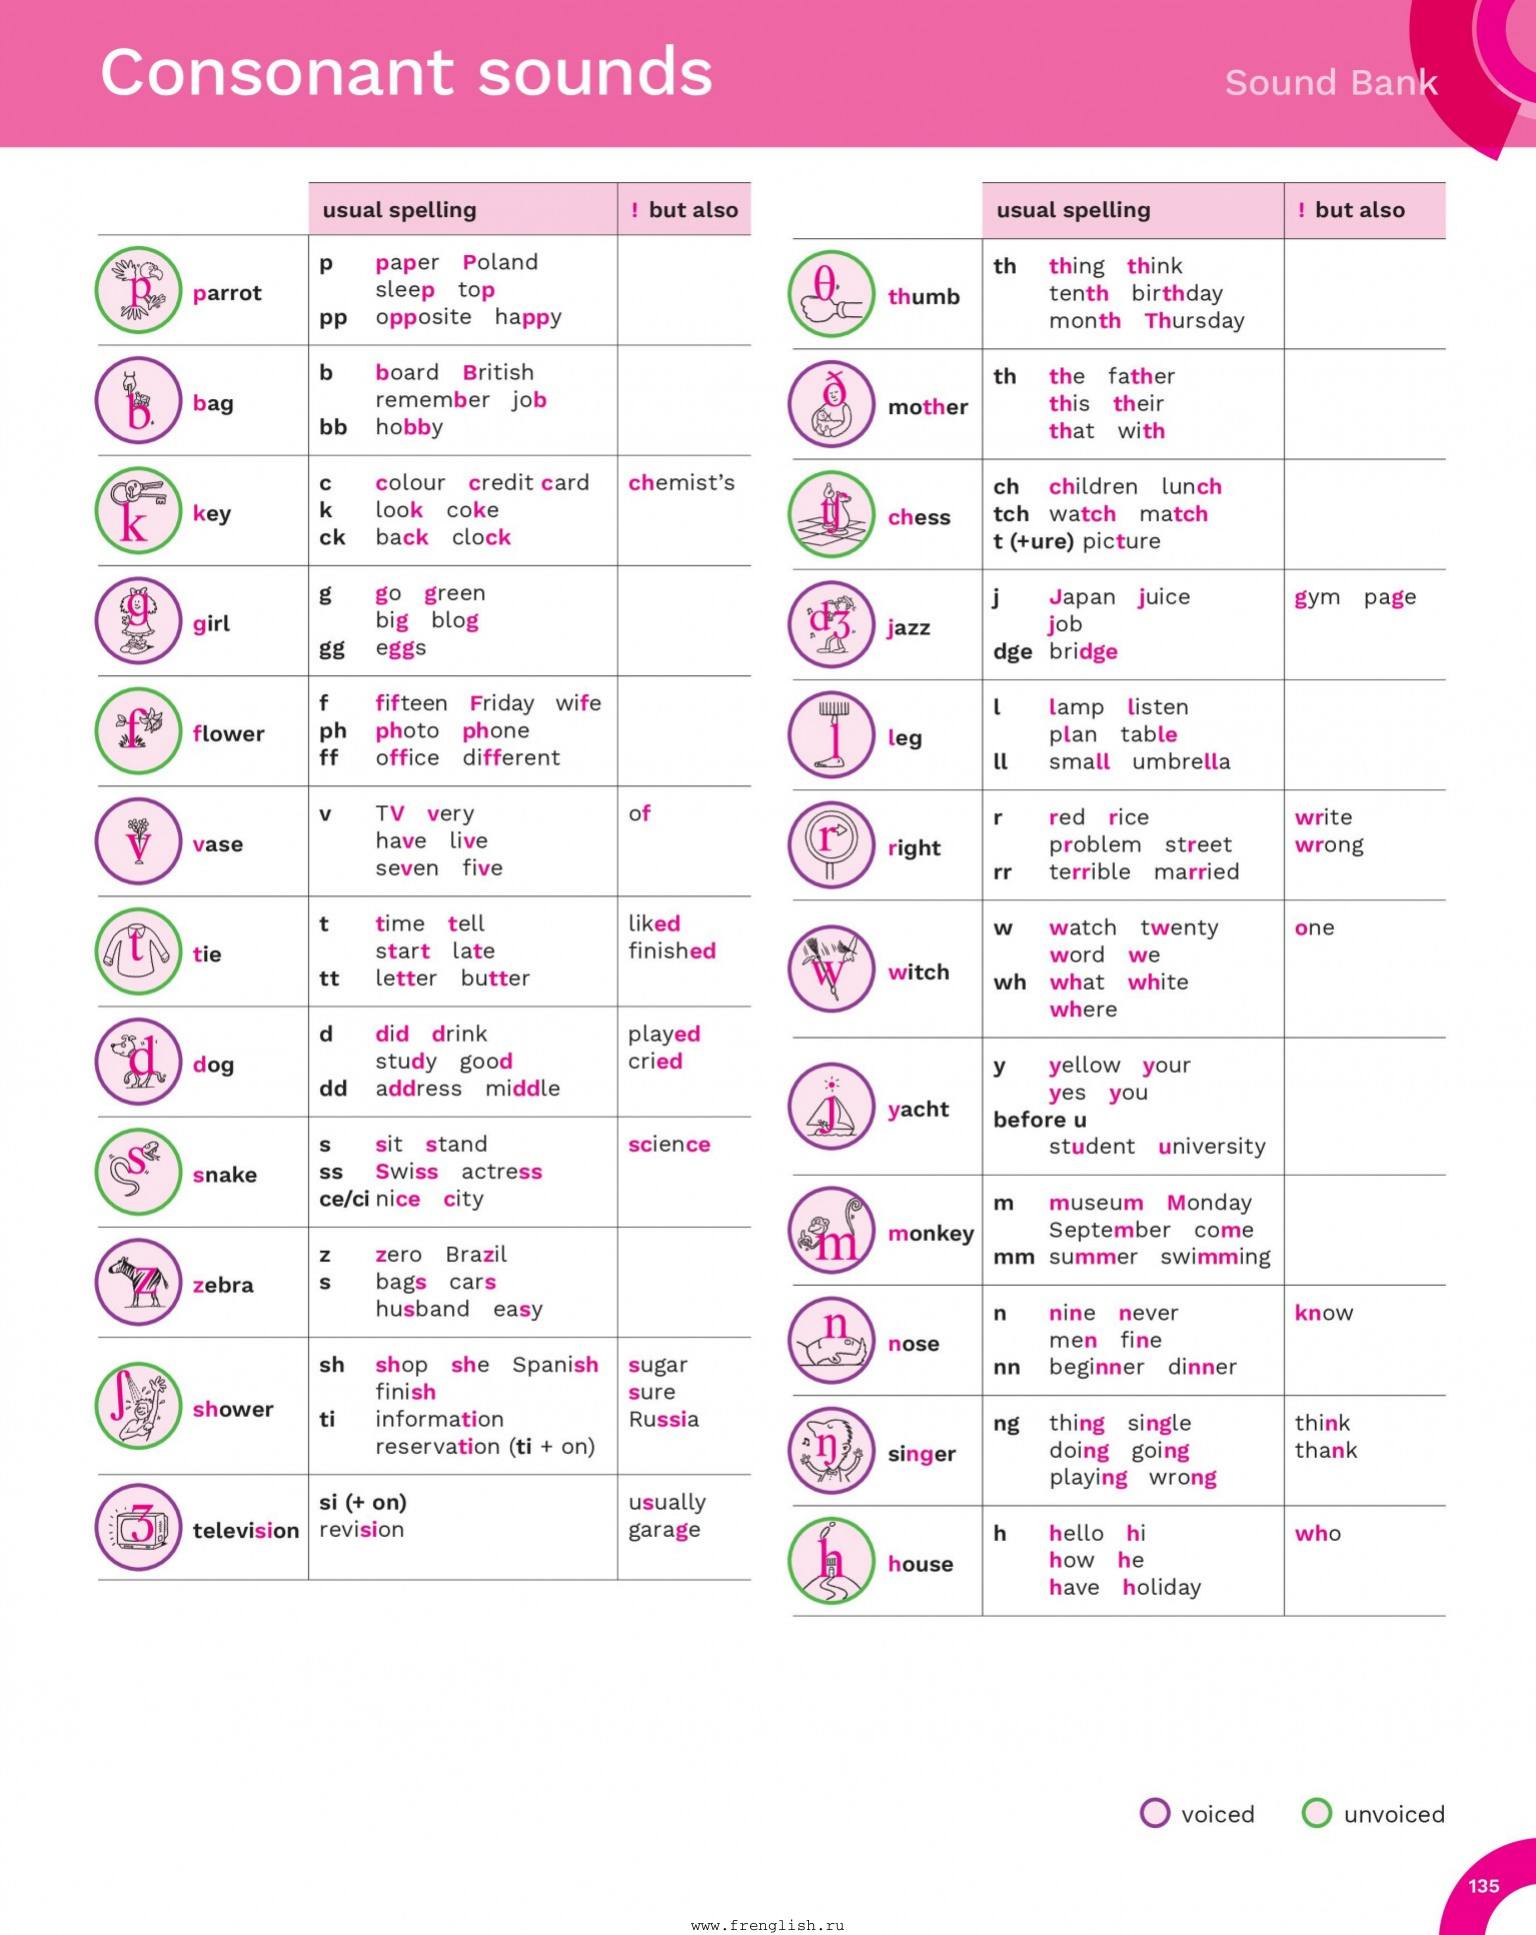 Consonant sounds
Sound Bank
usual spelling ! but also
p
parrot
p paper Poland
sleep top
pp opposite happy
b
bag
b board British
remember job
bb hobby
k
key
c colour credit card
k look coke
ck back clock
chemist's
g
girl
g go green
big blog
gg eggs
f
flower
f fifteen Friday wife
ph photo phone
ff office different
v
vase
v TV very
have live
seven five
of
t
tie
t time tell
start late
tt letter butter
liked
finished
d
dog
d did drink
study good
dd address middle
played
cried
s
snake
s sit stand
ss Swiss actress
ce/ci nice city
science
z
zebra
z zero Brazil
s bags cars
husband easy
ʃ
shower
sh shop she Spanish
finish
ti information
reservation (ti + on)
sugar
sure
Russia
ʒ
television
si (+ on)
revision
usually
garage
usual spelling ! but also
θ
thumb
th thing think
tenth birthday
month Thursday
ð
mother
th the father
this their
that with
tʃ
chess
ch children lunch
tch watch match
t (+ure) picture
dʒ
jazz
j Japan juice
job
dge bridge
gym page
l
leg
l lamp listen
plan table
ll small umbrella
r
right
r red rice
problem street
rr terrible married
write
wrong
w
witch
w watch twenty
word we
wh what white
where
one
j
yacht
y yellow your
yes you
before u
student university
m
monkey
m museum Monday
September come
mm summer swimming
n
nose
n nine never
men fine
nn beginner dinner
know
ŋ
singer
ng thing single
doing going
playing wrong
think
thank
h
house
h hello hi
how he
have holiday
who
voiced unvoiced
135
www.frenglish.ru